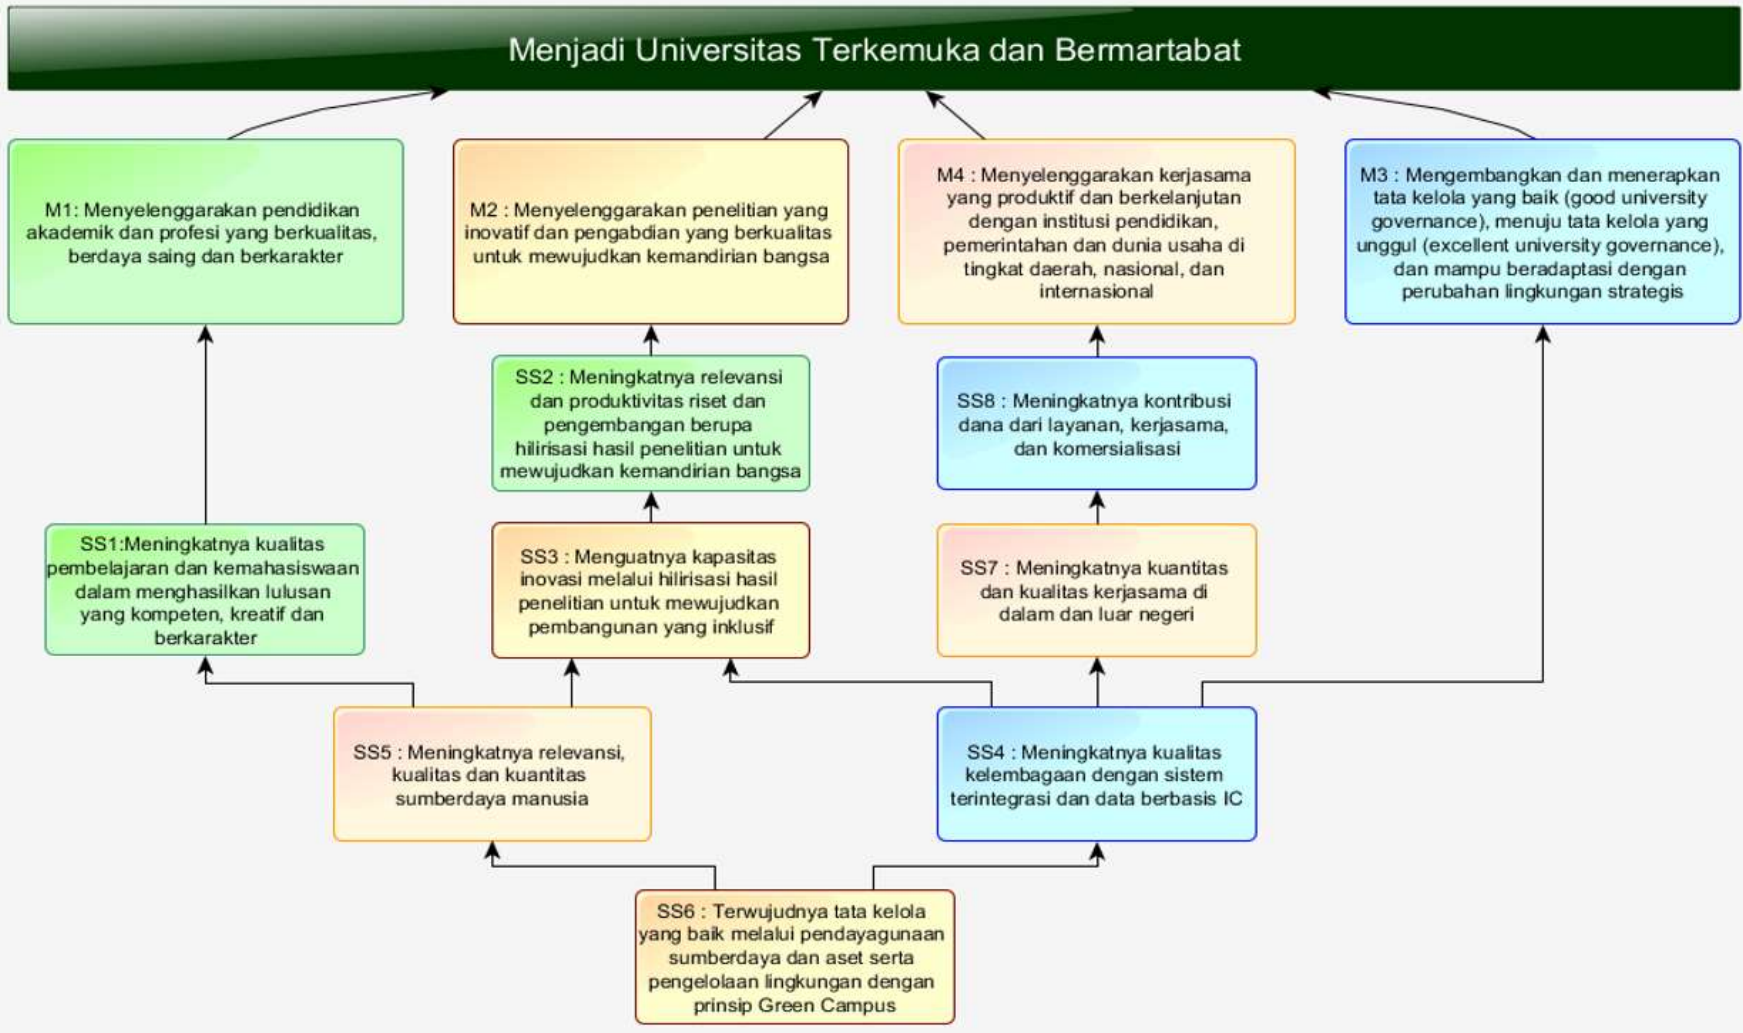 Menjadi Universitas Terkemuka dan Bermartabat
M1: Menyelenggarakan pendidikan
akademik dan profesi yang berkualitas,
berdaya saing dan berkarakter
M2 : Menyelenggarakan penelitian yang
inovatif dan pengabdian yang berkualitas
untuk mewujudkan kemandirian bangsa
M4 : Menyelenggarakan kerjasama
yang produktif dan berkelanjutan
dengan institusi pendidikan,
pemerintahan dan dunia usaha di
tingkat daerah, nasional, dan
internasional
M3 : Mengembangkan dan menerapkan
tata kelola yang baik (good university
governance), menuju tata kelola yang
unggul (excellent university governance),
dan mampu beradaptasi dengan
perubahan lingkungan strategis
SS2 : Meningkatnya relevansi
dan produktivitas riset dan
pengembangan berupa
hilirisasi hasil penelitian untuk
mewujudkan kemandirian bangsa
SS8 : Meningkatnya kontribusi
dana dari layanan, kerjasama,
dan komersialisasi
SS1:Meningkatnya kualitas
pembelajaran dan kemahasiswaan
dalam menghasilkan lulusan
yang kompeten, kreatif dan
berkarakter
SS3 : Menguatnya kapasitas
inovasi melalui hilirisasi hasil
penelitian untuk mewujudkan
pembangunan yang inklusif
SS7 : Meningkatnya kuantitas
dan kualitas kerjasama di
dalam dan luar negeri
SS5 : Meningkatnya relevansi,
kualitas dan kuantitas
sumberdaya manusia
SS4 : Meningkatnya kualitas
kelembagaan dengan sistem
terintegrasi dan data berbasis IC
SS6 : Terwujudnya tata kelola
yang baik melalui pendayagunaan
sumberdaya dan aset serta
pengelolaan lingkungan dengan
prinsip Green Campus